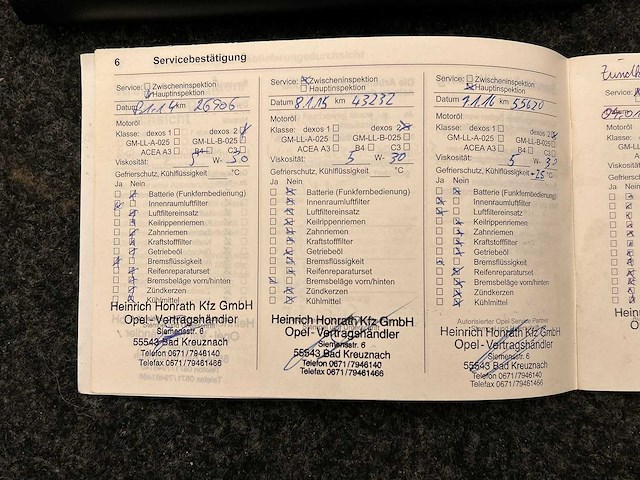 6 Servicebestätigung
Service: Zwischeninspektion
Hauptinspektion
Datum 8.1.14 km 26906
Motoröl
Klasse: dexos 1 dexos 2
GM-LL-A-025 GM-LL-B-025
ACEA A3 B4 C3
Viskosität: 5 W- 30
Gefrierschutz, Kühlflüssigkeit °C
Ja Nein
Batterie (Funkfernbedienung)
Innenraumluftfilter
Luftfiltereinsatz
Keilrippenriemen
Zahnriemen
Kraftstofffilter
Getriebeöl
Bremsflüssigkeit
Reifenreparaturset
Bremsbeläge vorn/hinten
Zündkerzen
Kühlmittel
Heinrich Honrath Kfz GmbH
Opel-Vertragshändler
Siemensstr. 6
55543 Bad Kreuznach
Telefon 0671/7946140
Telefax 0671/79461466
Service: Zwischeninspektion
Hauptinspektion
Datum 8.1.15 km 43232
Motoröl
Klasse: dexos 1 dexos 2
GM-LL-A-025 GM-LL-B-025
ACEA A3 B4 C3
Viskosität: 5 W- 30
Gefrierschutz, Kühlflüssigkeit °C
Ja Nein
Batterie (Funkfernbedienung)
Innenraumluftfilter
Luftfiltereinsatz
Keilrippenriemen
Zahnriemen
Kraftstofffilter
Getriebeöl
Bremsflüssigkeit
Reifenreparaturset
Bremsbeläge vorn/hinten
Zündkerzen
Kühlmittel
Heinrich Honrath Kfz GmbH
Opel-Vertragshändler
Siemensstr. 6
55543 Bad Kreuznach
Telefon 0671/7946140
Telefax 0671/79461466
Service: Zwischeninspektion
Hauptinspektion
Datum km 55620
Motoröl
Klasse: dexos 1 dexos 2
GM-LL-A-025 GM-LL-B-025
ACEA A3 B4 C3
Viskosität: 5 W- 30
Gefrierschutz, Kühlflüssigkeit -25 °C
Ja Nein
Batterie (Funkfernbedienung)
Innenraumluftfilter
Luftfiltereinsatz
Keilrippenriemen
Zahnriemen
Kraftstofffilter
Getriebeöl
Bremsflüssigkeit
Reifenreparaturset
Bremsbeläge vorn/hinten
Zündkerzen
Kühlmittel
Autorisierter Opel Service Partner
Heinrich Honrath Kfz GmbH
Opel-Vertragshändler
Siemensstr. 6
55543 Bad Kreuznach
Telefon 0671/7946140
Telefax 0671/79461466
Service: